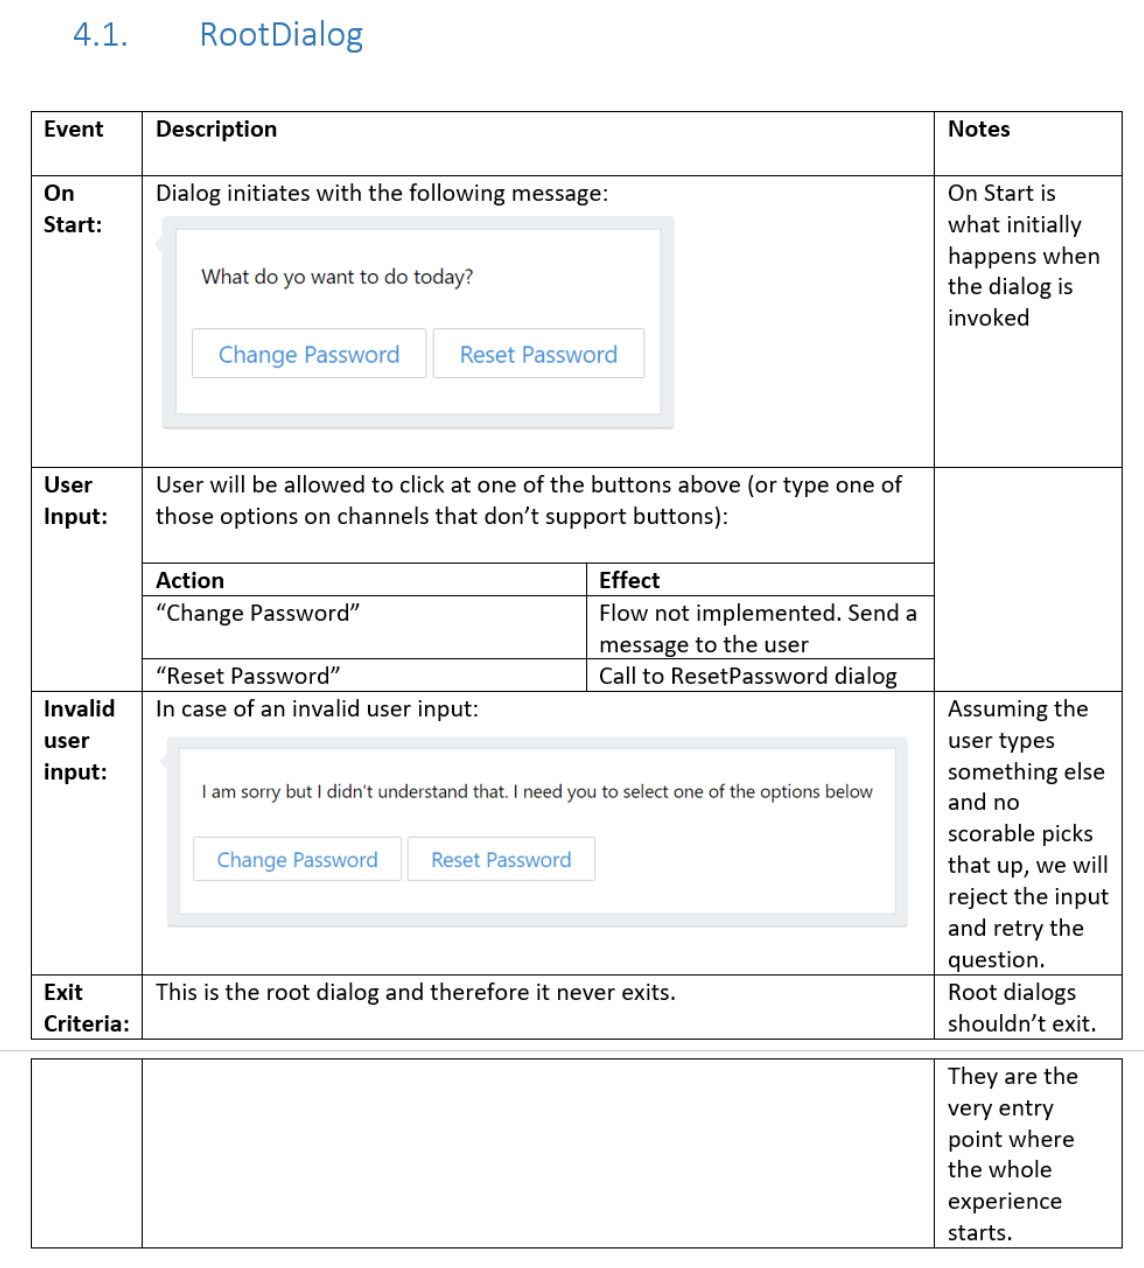 4.1. RootDialog
Event
Description
Notes
On
Start:
Dialog initiates with the following message:
What do yo want to do today?
Change Password
Reset Password
On Start is
what initially
happens when
the dialog is
invoked
User
Input:
User will be allowed to click at one of the buttons above (or type one of
those options on channels that don’t support buttons):
Action
Effect
“Change Password”
Flow not implemented. Send a
message to the user
“Reset Password”
Call to ResetPassword dialog
Invalid
user
input:
In case of an invalid user input:
I am sorry but I didn't understand that. I need you to select one of the options below
Change Password
Reset Password
Assuming the
user types
something else
and no
scorable picks
that up, we will
reject the input
and retry the
question.
Exit
Criteria:
This is the root dialog and therefore it never exits.
Root dialogs
shouldn’t exit.
They are the
very entry
point where
the whole
experience
starts.